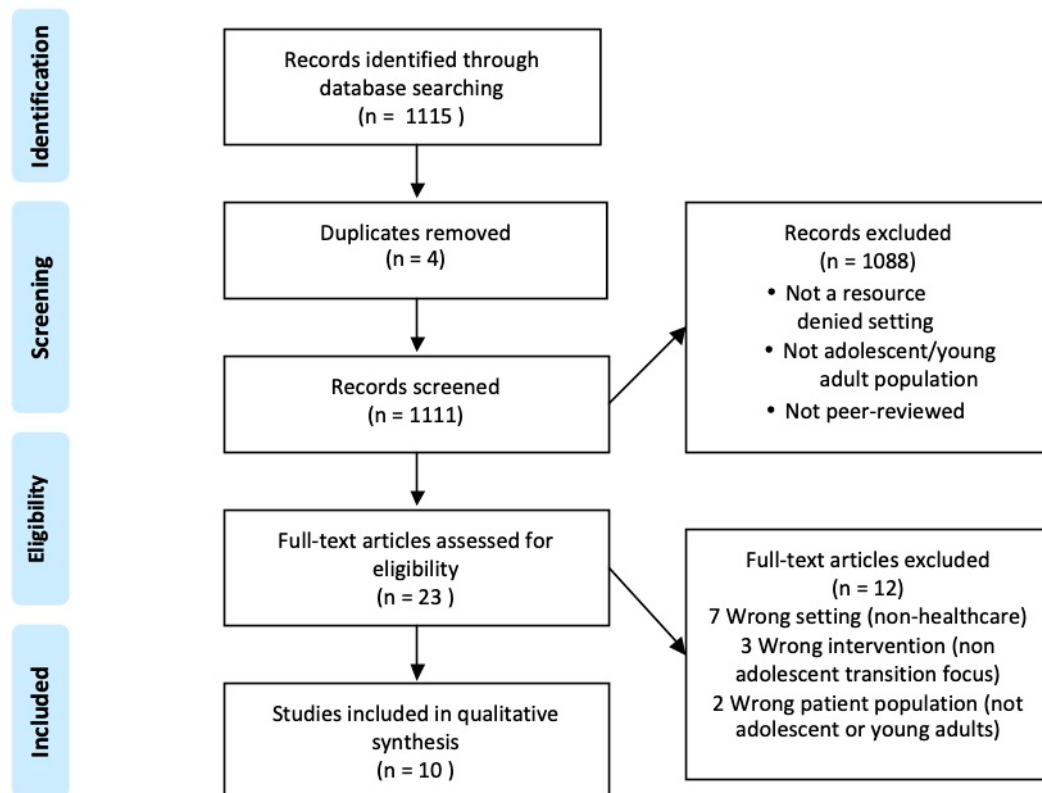 Identification
Records identified through
database searching
(n = 1115 )
Screening
Duplicates removed
(n = 4)
Records excluded
(n = 1088)
• Not a resource
denied setting
• Not adolescent/young
adult population
• Not peer-reviewed
Records screened
(n = 1111)
Eligibility
Full-text articles assessed for
eligibility
(n = 23 )
Full-text articles excluded
(n = 12)
7 Wrong setting (non-healthcare)
3 Wrong intervention (non
adolescent transition focus)
2 Wrong patient population (not
adolescent or young adults)
Included
Studies included in qualitative
synthesis
(n = 10 )